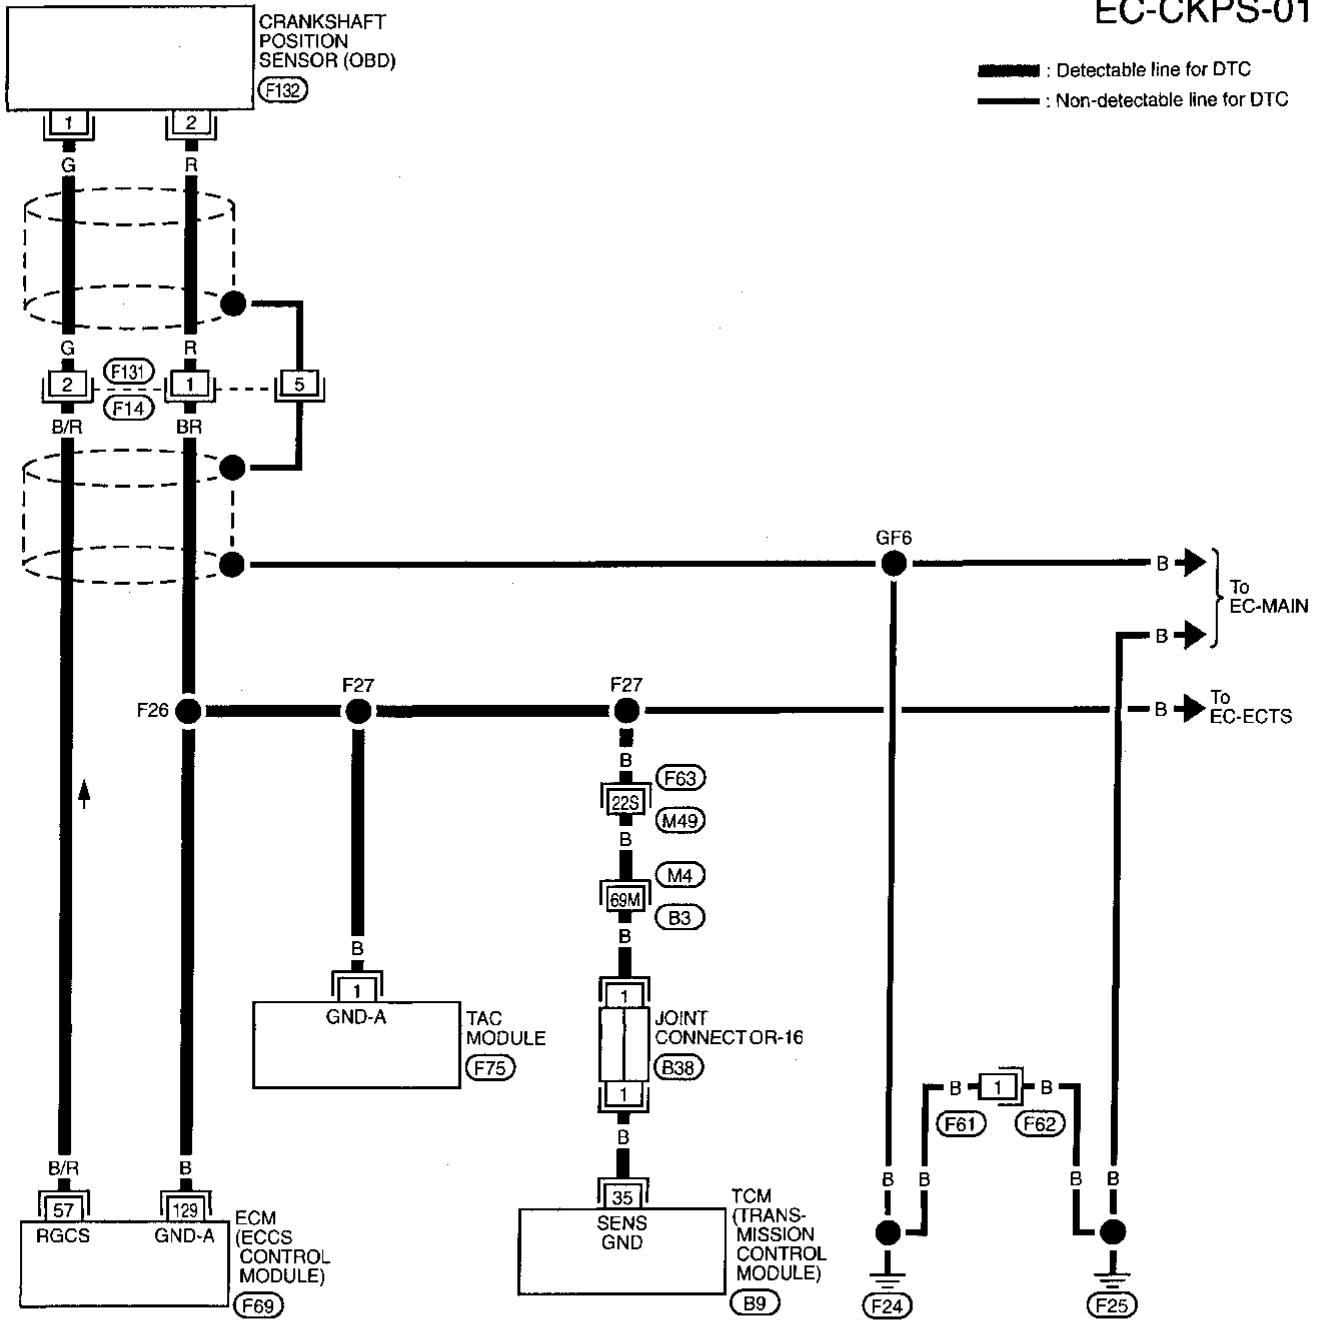 EC-CKPS-01
CRANKSHAFT
POSITION
SENSOR (OBD)
F132
: Detectable line for DTC
: Non-detectable line for DTC
1
2
G
R
G
R
2
F131
1
5
F14
B/R
BR
GF6
B
To
EC-MAIN
B
F26
F27
F27
B
To
EC-ECTS
B
F63
22S
M49
B
M4
69M
B3
B
B
1
GND-A
TAC
MODULE
F75
1
JOINT
CONNECTOR-16
B38
1
B
B
1
B
F61
F62
B/R
B
57
129
RGCS
GND-A
ECM
(ECCS
CONTROL
MODULE)
F69
35
SENS
GND
TCM
(TRANS-
MISSION
CONTROL
MODULE)
B9
B
B
B
B
F24
F25